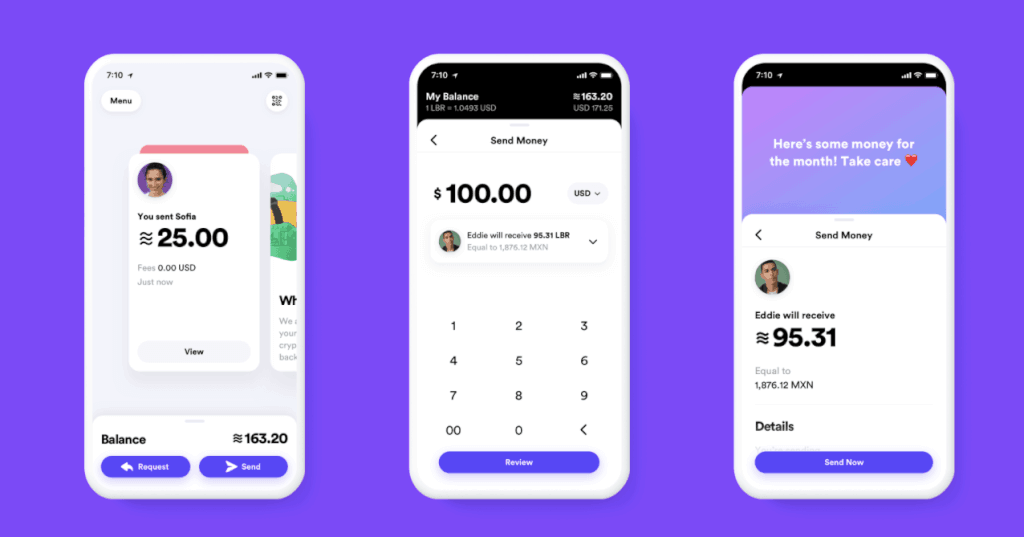 7:10
Menu
You sent Sofia
≋ 25.00
Fees 0.00 USD
Just now
View
Wh
We a
your
cryp
back
Balance
≋163.20
Request
Send
7:10
My Balance
≋163.20
1 LBR = 1.0493 USD
USD 171.25
Send Money
$ 100.00
USD
Eddie will receive 95.31 LBR
Equal to 1,876.12 MXN
1 2 3
4 5 6
7 8 9
00 0
Review
7:10
Here's some money for
the month! Take care ❤️
Send Money
Eddie will receive
≋95.31
Equal to
1,876.12 MXN
Details
Send Now